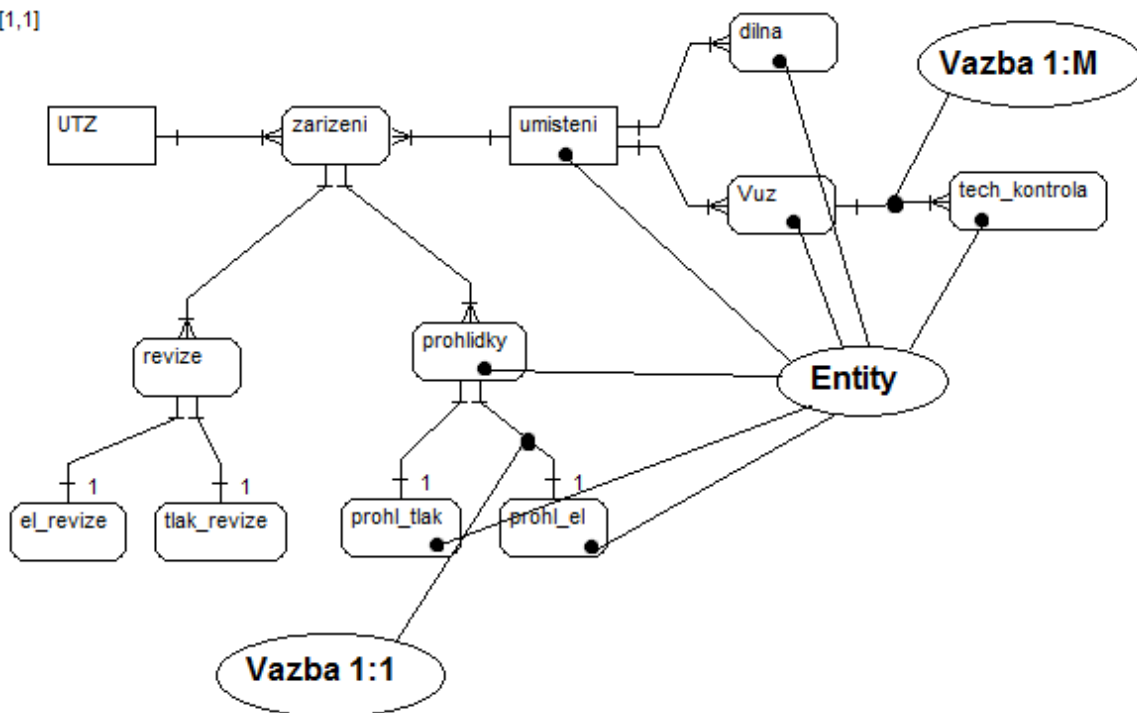 [1,1]
dilna
Vazba 1:M
UTZ
zarizeni
umisteni
Vuz
tech_kontrola
revize
prohlidky
Entity
1
1
1
1
el_revize
tlak_revize
prohl_tlak
prohl_el
Vazba 1:1